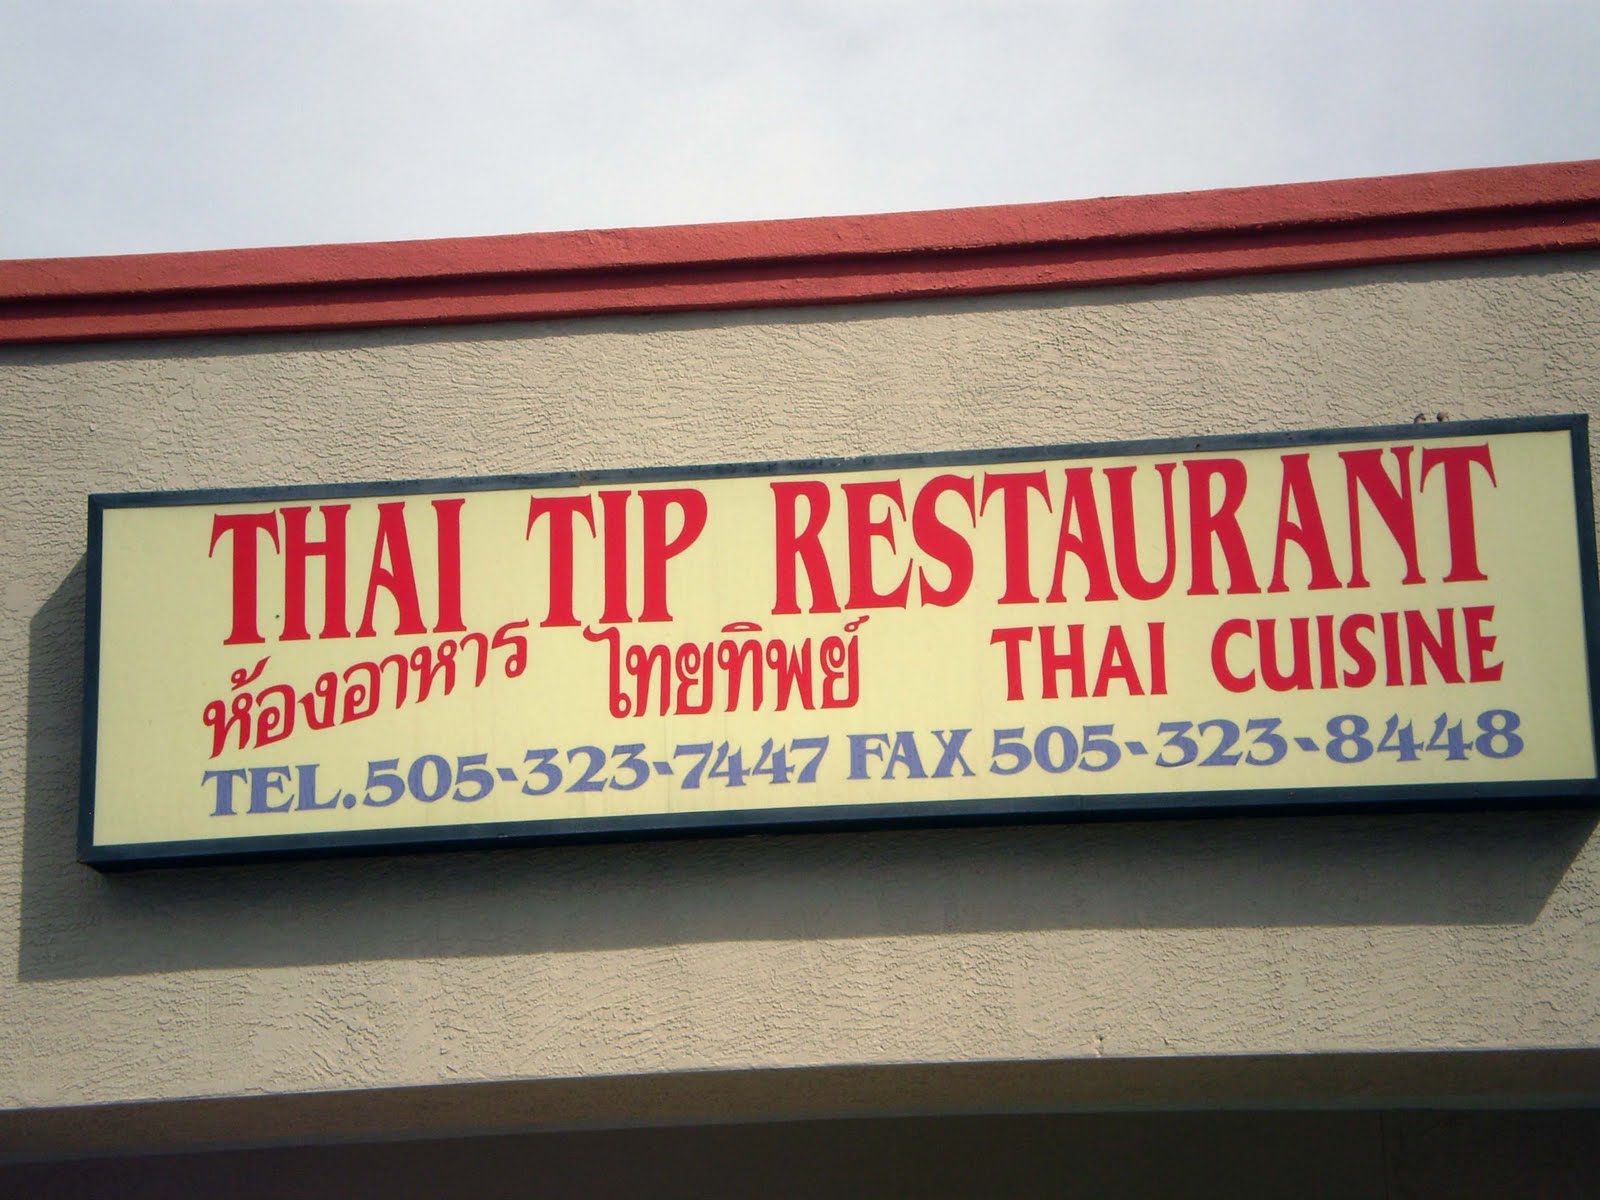 THAI TIP RESTAURANT
ห้องอาหาร ไทยทิพย์ THAI CUISINE
TEL.505-323-7447 FAX 505-323-8448